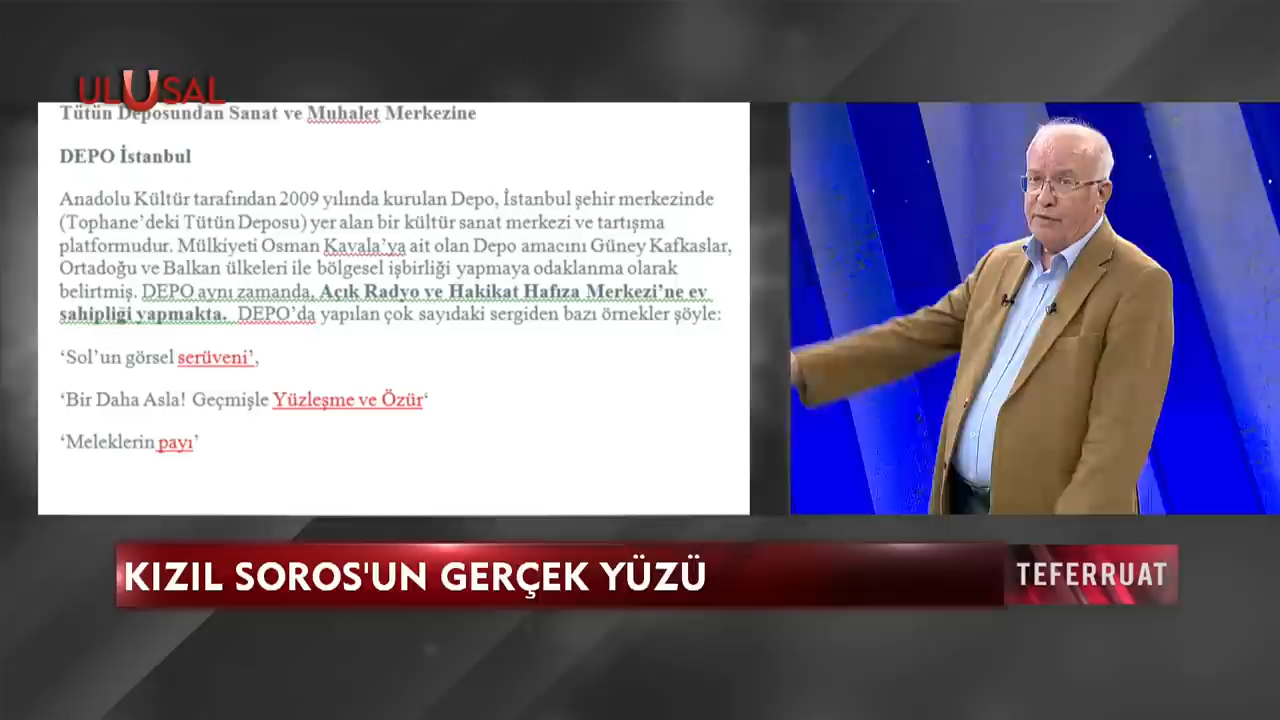 ULUSAL
Tütün Deposundan Sanat ve Muhalet Merkezine
DEPO İstanbul
Anadolu Kültür tarafından 2009 yılında kurulan Depo, İstanbul şehir merkezinde
(Tophane’deki Tütün Deposu) yer alan bir kültür sanat merkezi ve tartışma
platformudur. Mülkiyeti Osman Kavala’ya ait olan Depo amacını Güney Kafkaslar,
Ortadoğu ve Balkan ülkeleri ile bölgesel işbirliği yapmaya odaklanma olarak
belirtmiş. DEPO aynı zamanda, Açık Radyo ve Hakikat Hafıza Merkezi’ne ev
sahipliği yapmakta. DEPO’da yapılan çok sayıdaki sergiden bazı örnekler şöyle:
‘Sol’un görsel serüveni’,
‘Bir Daha Asla! Geçmişle Yüzleşme ve Özür‘
‘Meleklerin payı’
KIZIL SOROS'UN GERÇEK YÜZÜ
TEFERRUAT